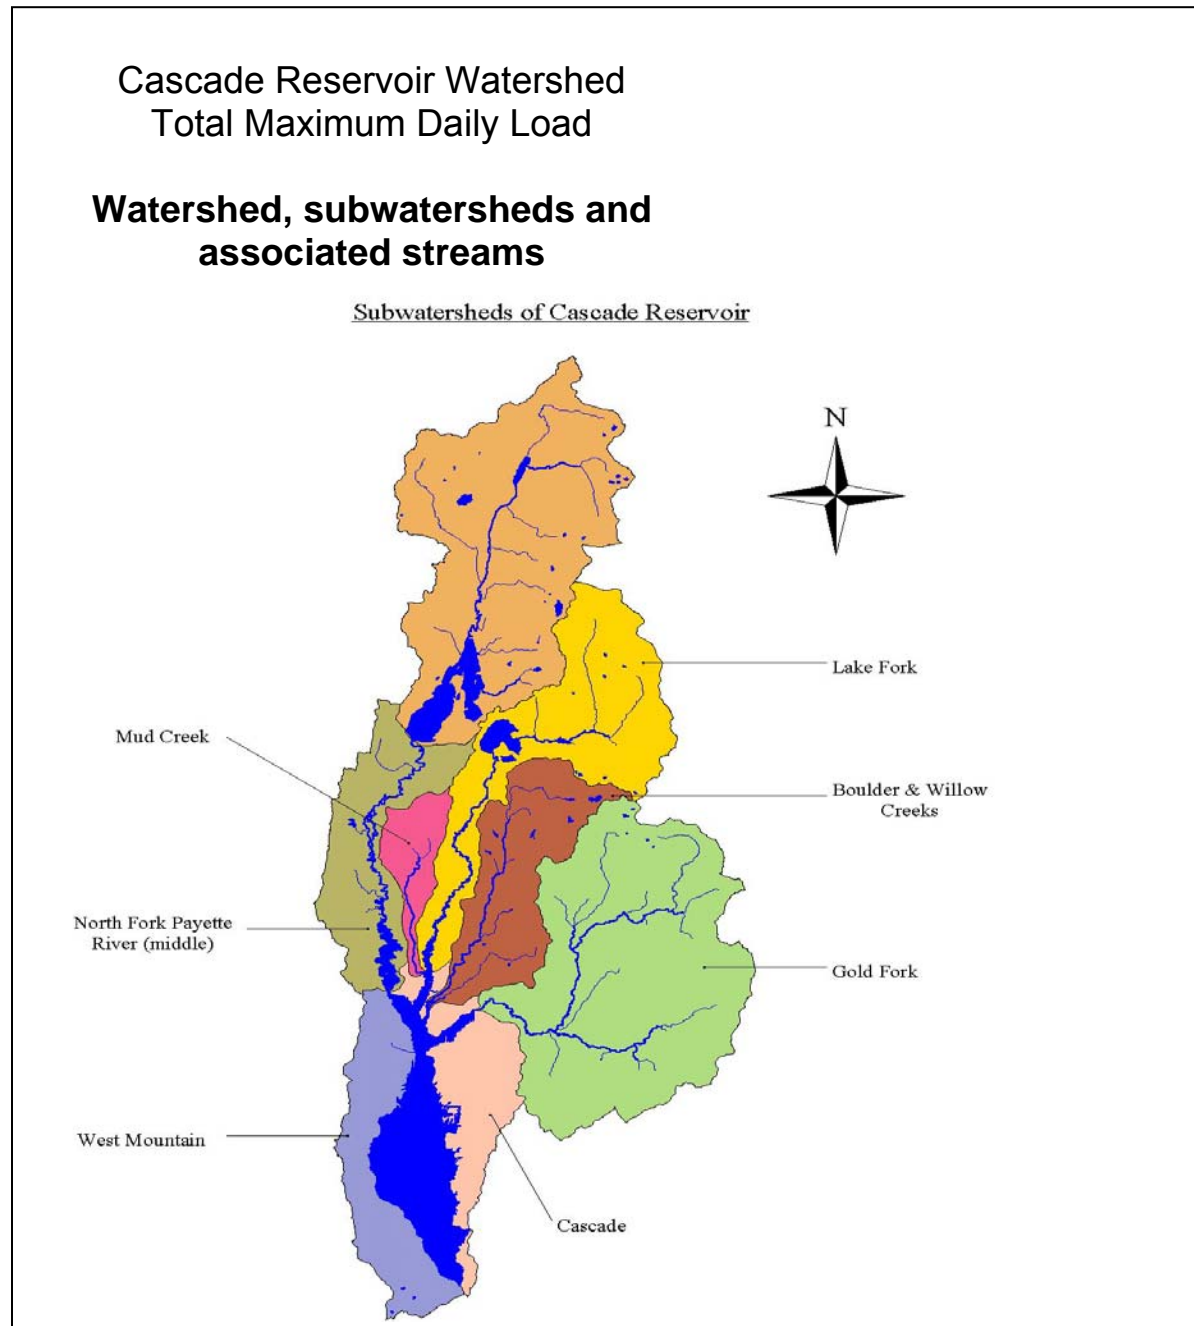 Cascade Reservoir Watershed
Total Maximum Daily Load
Watershed, subwatersheds and
associated streams
Subwatersheds of Cascade Reservoir
N
Lake Fork
Mud Creek
Boulder & Willow
Creeks
North Fork Payette
River (middle)
Gold Fork
West Mountain
Cascade